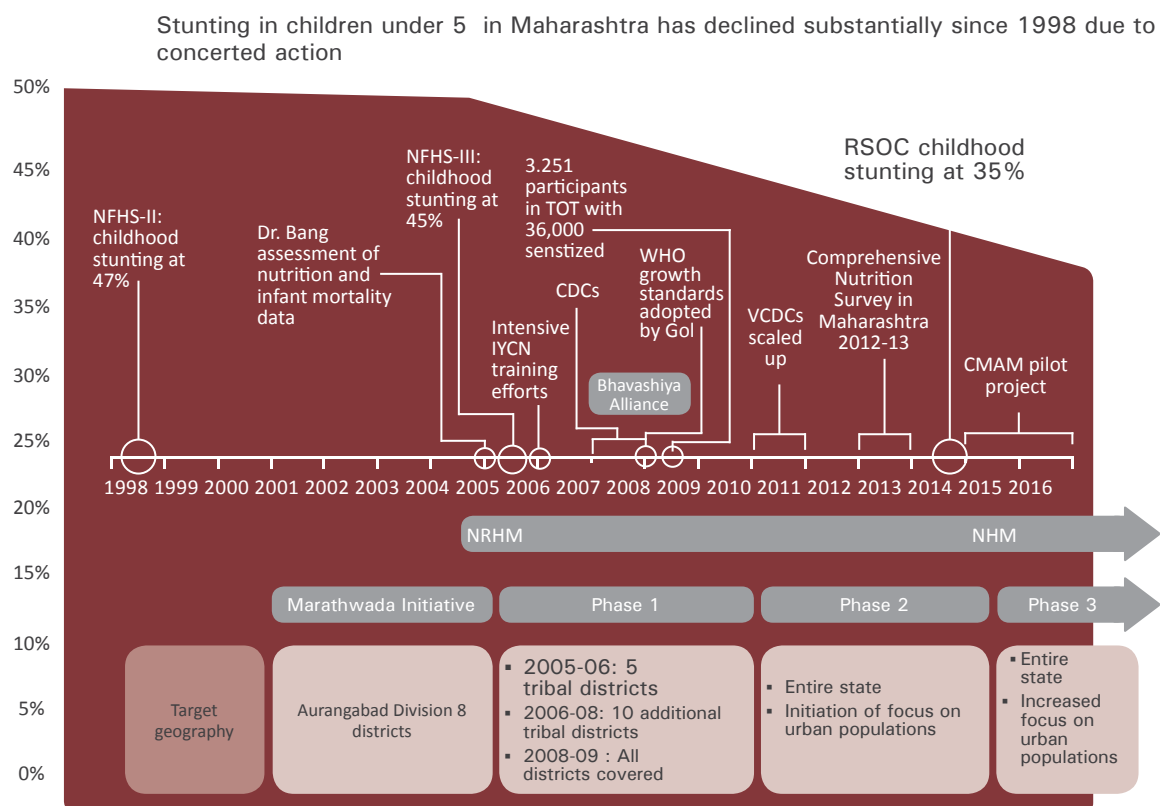 Stunting in children under 5 in Maharashtra has declined substantially since 1998 due to
concerted action
50%
45%
40%
35%
30%
25%
20%
15%
10%
5%
0%
NFHS-II:
childhood
stunting at
47%
Dr. Bang
assessment of
nutrition and
infant mortality
data
NFHS-III:
childhood
stunting at
45%
Intensive
IYCN
training
efforts
3.251
participants
in TOT with
36,000
senstized
CDCs
Bhavashiya
Alliance
WHO
growth
standards
adopted
by GoI
VCDCs
scaled
up
Comprehensive
Nutrition
Survey in
Maharashtra
2012-13
RSOC childhood
stunting at 35%
CMAM pilot
project
1998 1999 2000 2001 2002 2003 2004 2005 2006 2007 2008 2009 2010 2011 2012 2013 2014 2015 2016
NRHM NHM
Marathwada Initiative
Phase 1
Phase 2
Phase 3
Target
geography
Aurangabad Division 8
districts
▪ 2005-06: 5
tribal districts
▪ 2006-08: 10 additional
tribal districts
▪ 2008-09 : All
districts covered
▪ Entire state
▪ Initiation of focus on
urban populations
▪ Entire
state
▪ Increased
focus on
urban
populations